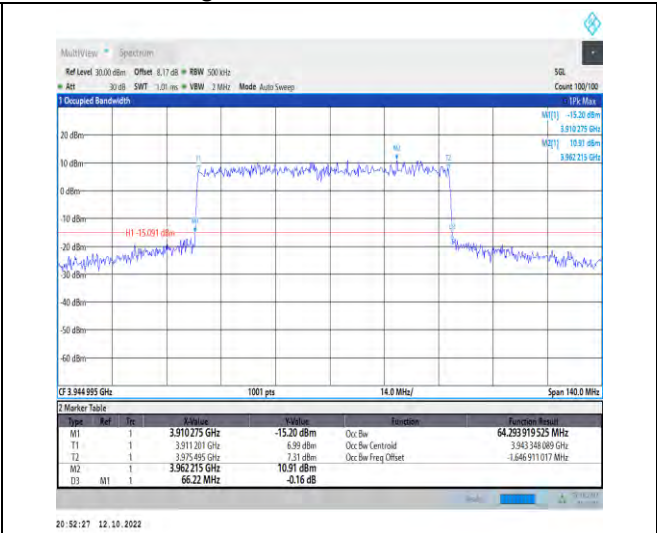 MultiView Spectrum
Ref Level 30.00 dBm Offset 8.17 dB RBW 500 kHz SGL
Att 30 dB SWT 1.01 ms VBW 2 MHz Mode Auto Sweep Count 100/100
1 Occupied Bandwidth 1Pk Max
M1[1] -15.20 dBm
3.910 275 GHz
M2[1] 10.91 dBm
3.962 215 GHz
20 dBm
M2
T1 T2
10 dBm
0 dBm
-10 dBm
M1
H1 -15.091 dBm
D3
-20 dBm
-30 dBm
-40 dBm
-50 dBm
-60 dBm
CF 3.944 995 GHz 1001 pts 14.0 MHz/ Span 140.0 MHz
2 Marker Table
Type Ref Trc X-Value Y-Value Function Function Result
M1 1 3.910 275 GHz -15.20 dBm Occ Bw 64.293 919 525 MHz
T1 1 3.911 201 GHz 6.99 dBm Occ Bw Centroid 3.943 348 089 GHz
T2 1 3.975 495 GHz 7.31 dBm Occ Bw Freq Offset -1.646 911 017 MHz
M2 1 3.962 215 GHz 10.91 dBm
D3 M1 1 66.22 MHz -0.16 dB
20:52:27 12.10.2022